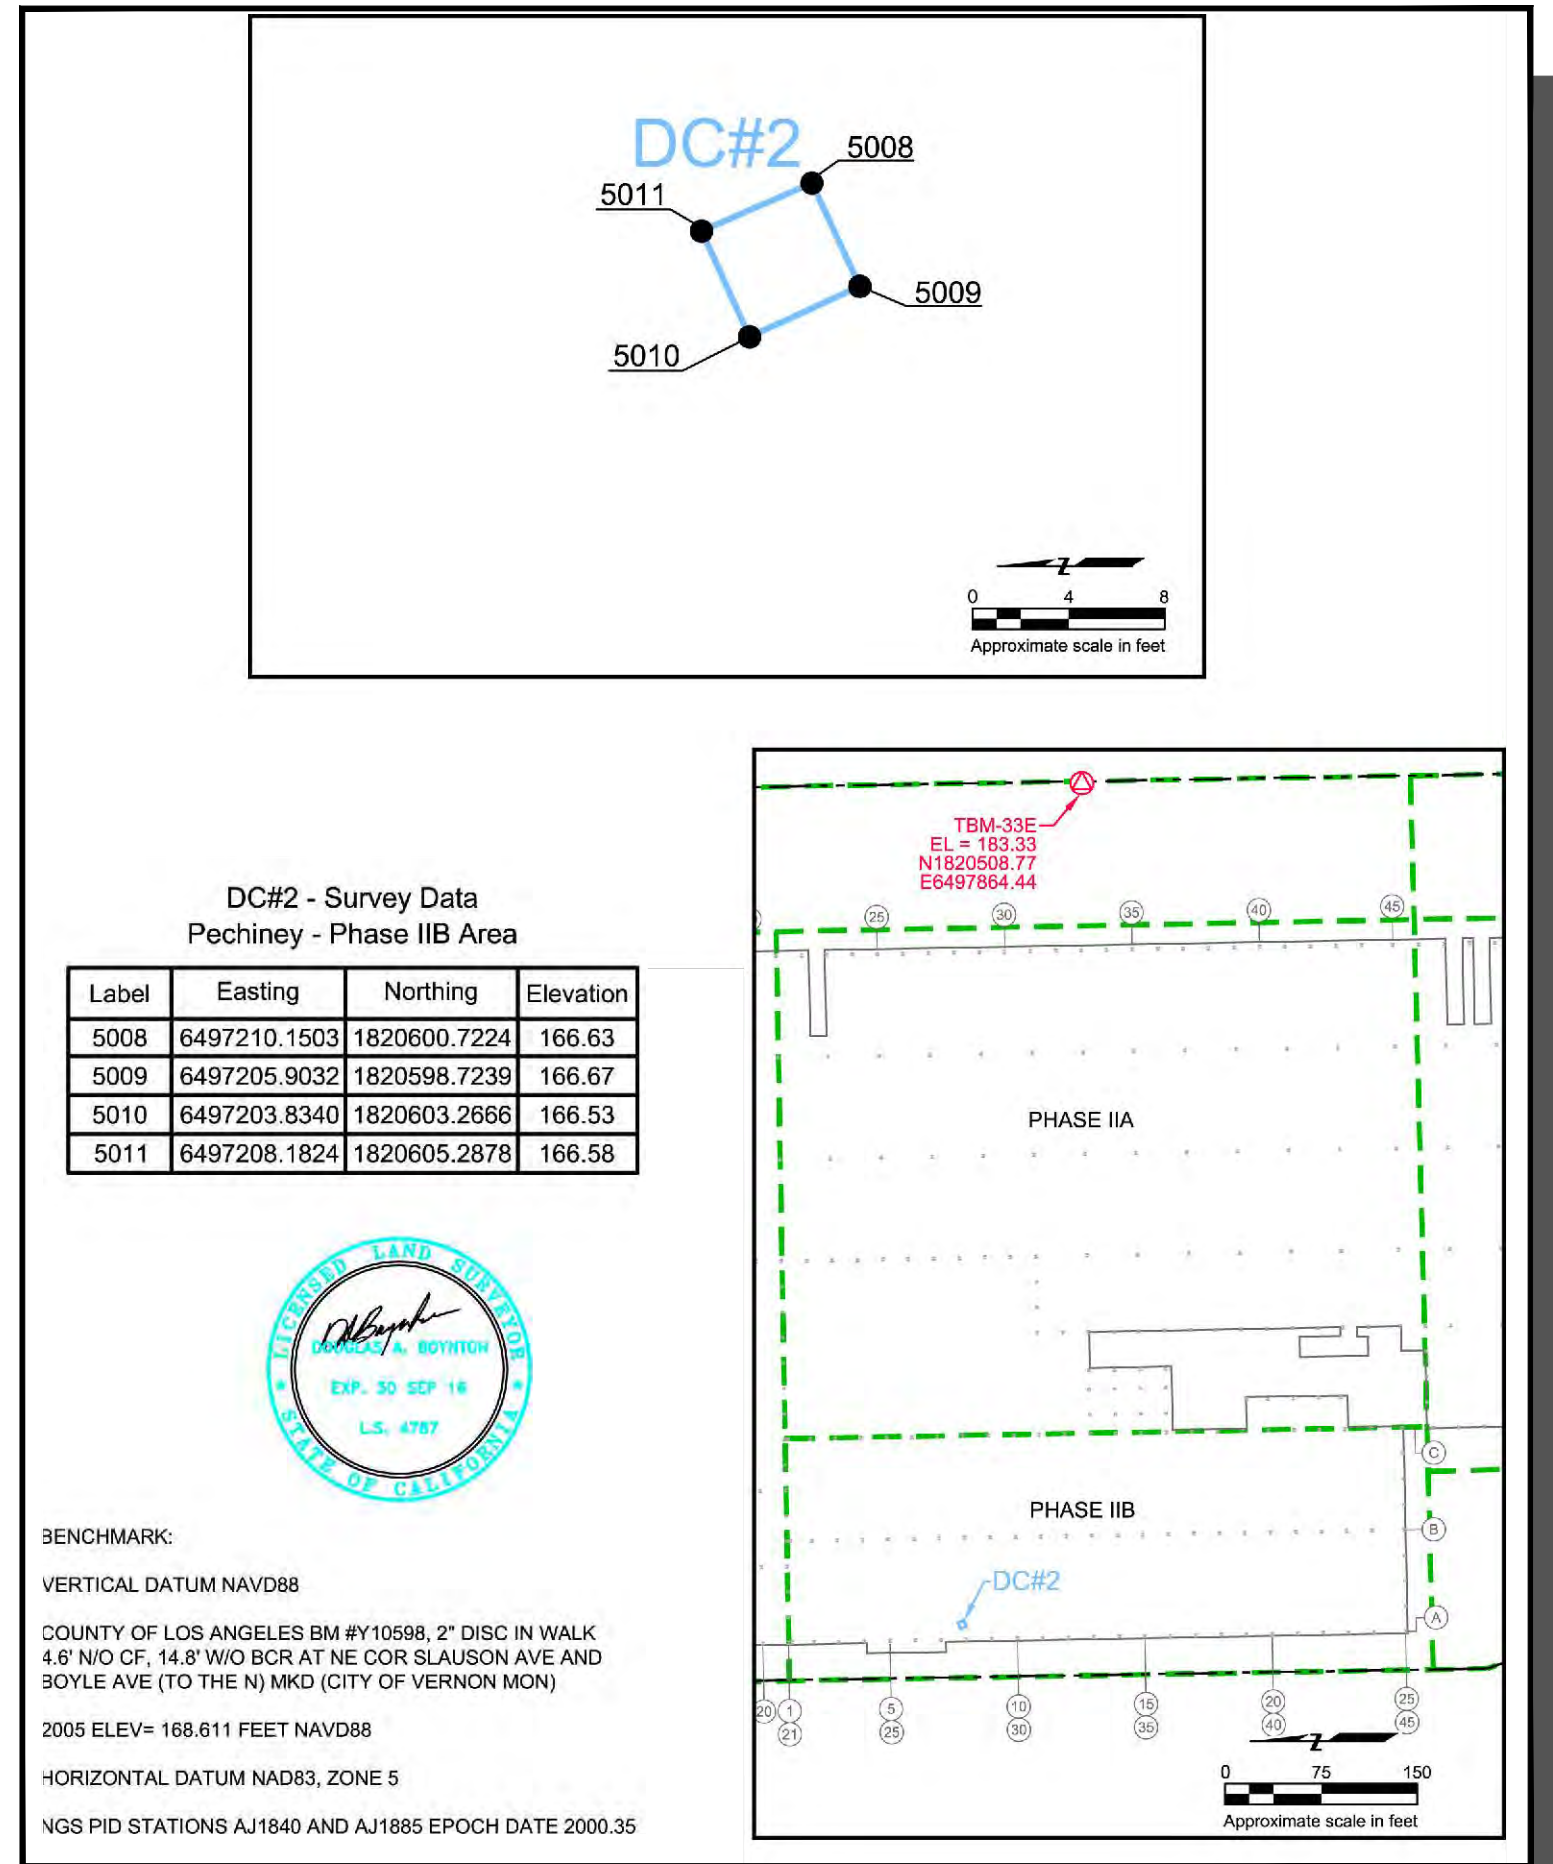 DC#2
5008
5011
5009
5010
Z
0 4 8
Approximate scale in feet
DC#2 - Survey Data
Pechiney - Phase IIB Area
Label Easting Northing Elevation
5008 6497210.1503 1820600.7224 166.63
5009 6497205.9032 1820598.7239 166.67
5010 6497203.8340 1820603.2666 166.53
5011 6497208.1824 1820605.2878 166.58
LICENSED LAND SURVEYOR
DOUGLAS A. BOYNTON
EXP. 30 SEP 16
L.S. 4787
STATE OF CALIFORNIA
BENCHMARK:
VERTICAL DATUM NAVD88
COUNTY OF LOS ANGELES BM #Y10598, 2" DISC IN WALK
4.6' N/O CF, 14.8' W/O BCR AT NE COR SLAUSON AVE AND
BOYLE AVE (TO THE N) MKD (CITY OF VERNON MON)
2005 ELEV= 168.611 FEET NAVD88
HORIZONTAL DATUM NAD83, ZONE 5
NGS PID STATIONS AJ1840 AND AJ1885 EPOCH DATE 2000.35
TBM-33E
EL = 183.33
N1820508.77
E6497864.44
25 30 35 40 45
PHASE IIA
C
PHASE IIB
B
DC#2
A
20 1 5 10 15 20 25
21 25 30 35 40 45
Z
0 75 150
Approximate scale in feet